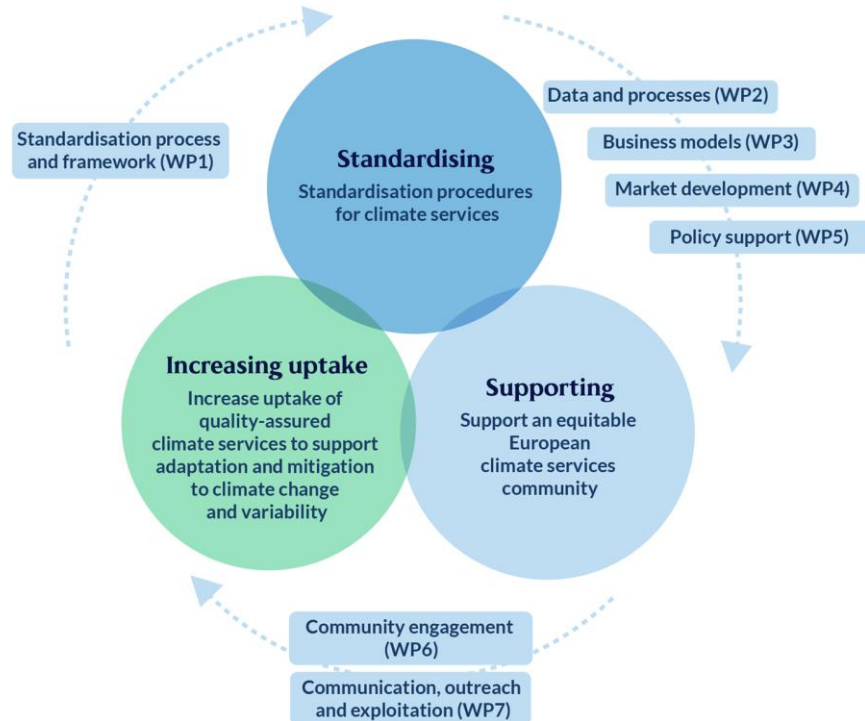 Standardisation process
and framework (WP1)
Standardising
Standardisation procedures
for climate services
Data and processes (WP2)
Business models (WP3)
Market development (WP4)
Policy support (WP5)
Increasing uptake
Increase uptake of
quality-assured
climate services to support
adaptation and mitigation
to climate change
and variability
Supporting
Support an equitable
European
climate services
community
Community engagement
(WP6)
Communication, outreach
and exploitation (WP7)